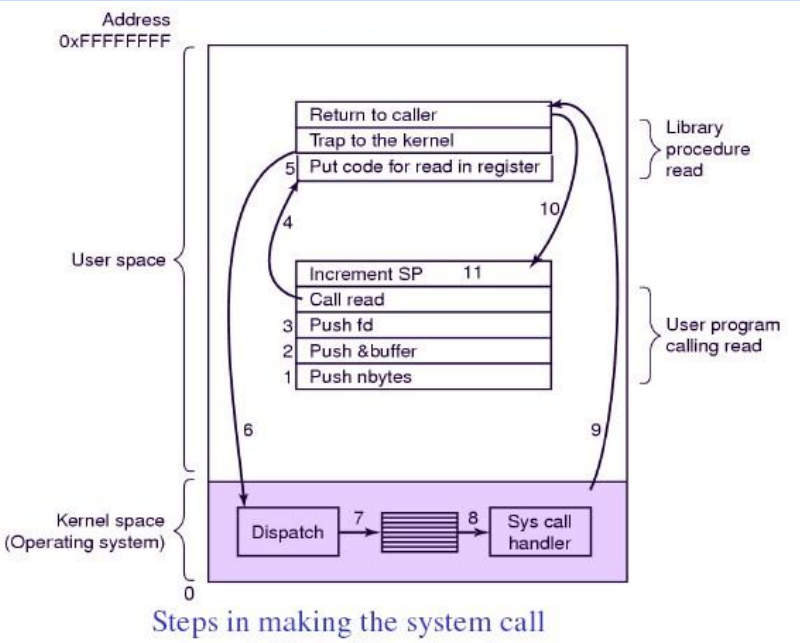 Address
0xFFFFFFFF
Return to caller
Trap to the kernel
5 Put code for read in register
Library
procedure
read
4
10
User space
Increment SP 11
Call read
3 Push fd
2 Push &buffer
1 Push nbytes
User program
calling read
6
9
Kernel space
(Operating system)
Dispatch
7
8
Sys call
handler
0
Steps in making the system call